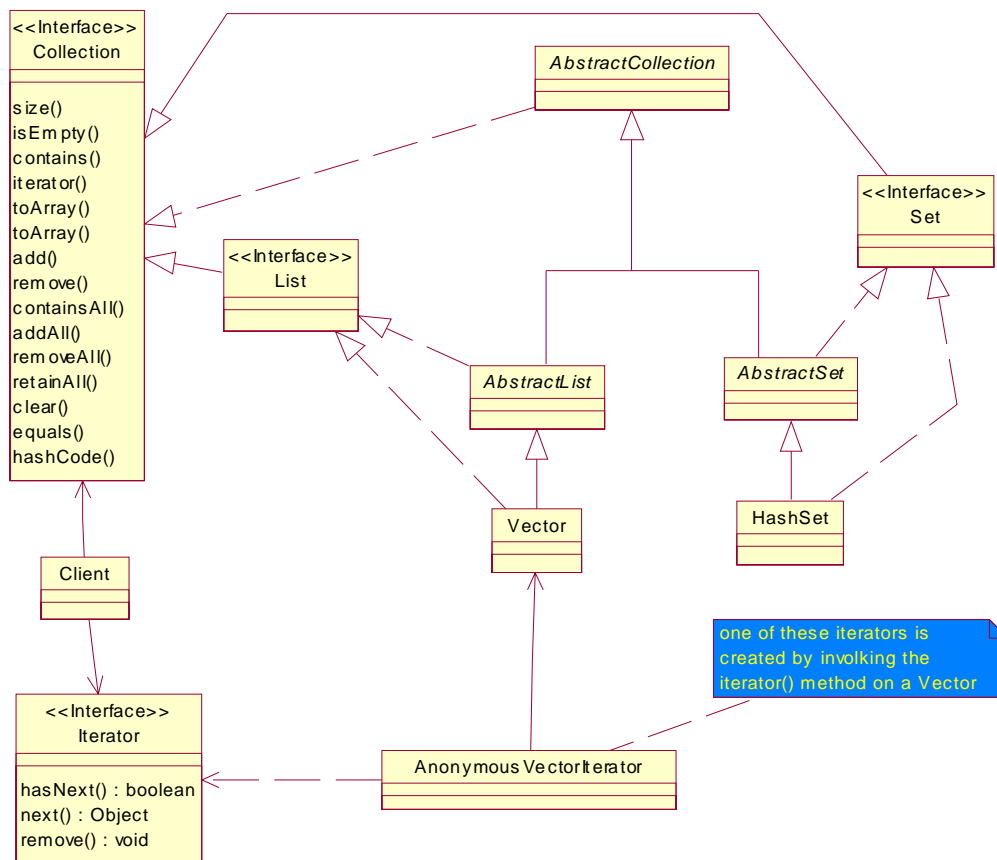 <<Interface>>
Collection
size()
isEmpty()
contains()
iterator()
toArray()
toArray()
add()
remove()
containsAll()
addAll()
removeAll()
retainAll()
clear()
equals()
hashCode()
AbstractCollection
<<Interface>>
Set
<<Interface>>
List
AbstractList
AbstractSet
Vector
HashSet
Client
one of these iterators is
created by involking the
iterator() method on a Vector
<<Interface>>
Iterator
hasNext() : boolean
next() : Object
remove() : void
AnonymousVectorIterator